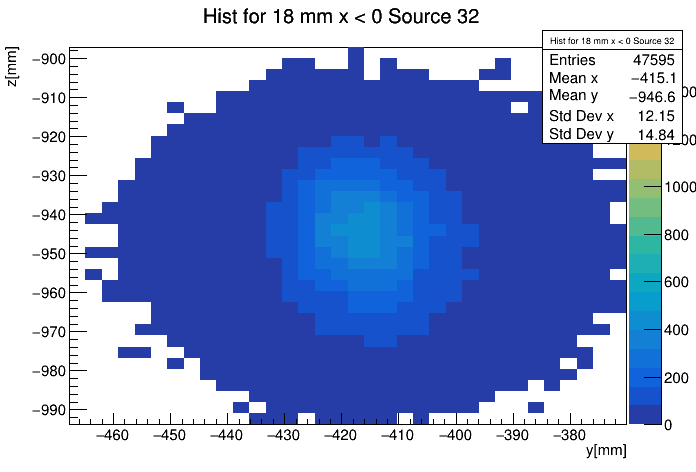 Hist for 18 mm x < 0 Source 32
Hist for 18 mm x < 0 Source 32
Entries 47595
Mean x −415.1
Mean y −946.6
Std Dev x 12.15
Std Dev y 14.84
z[mm]
−900
−910
−920
−930
−940
−950
−960
−970
−980
−990
1000
800
600
400
200
0
−460 −450 −440 −430 −420 −410 −400 −390 −380
y[mm]